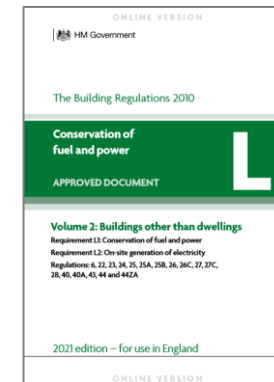 ONLINE VERSION
HM Government
The Building Regulations 2010
Conservation of
fuel and power
L
APPROVED DOCUMENT
Volume 2: Buildings other than dwellings
Requirement L1: Conservation of fuel and power
Requirement L2: On-site generation of electricity
Regulations: 6, 22, 23, 24, 25, 25A, 25B, 26, 26C, 27, 27C,
28, 40, 40A, 43, 44 and 44ZA
2021 edition – for use in England
ONLINE VERSION